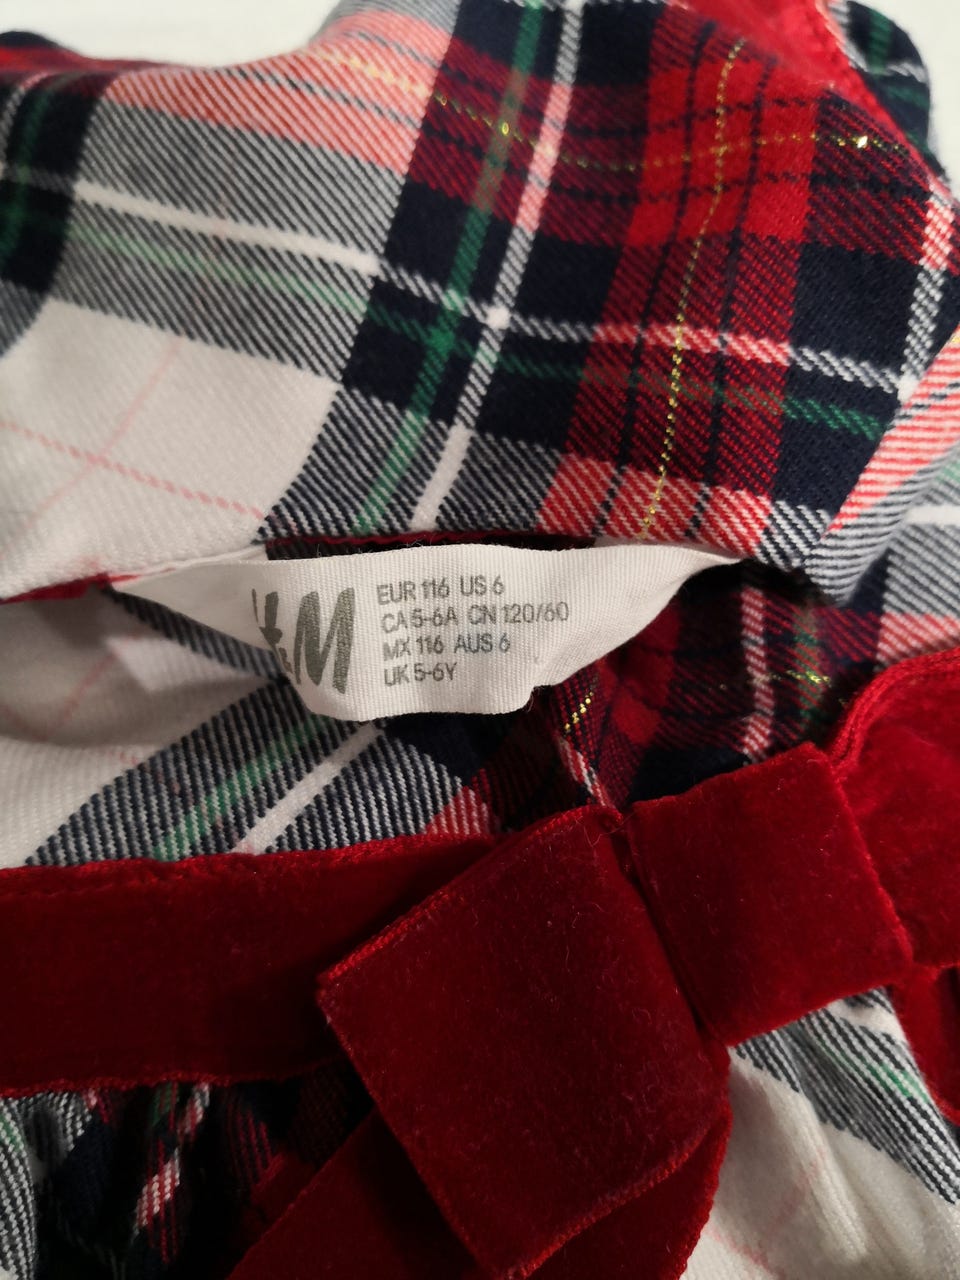 H&M
EUR 116 US 6
CA 5-6A CN 120/60
MX 116 AUS 6
UK 5-6Y